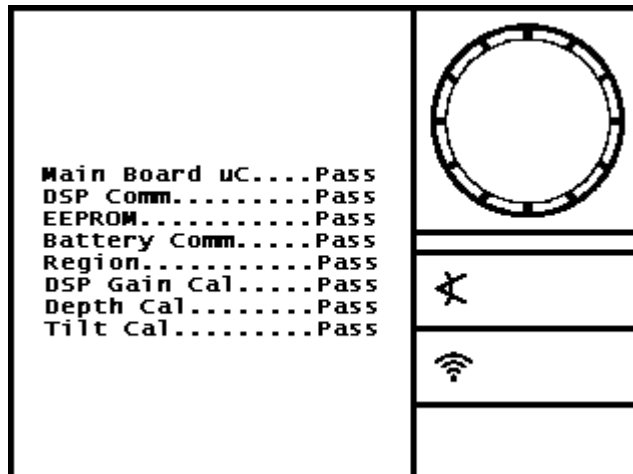 Main Board uC....Pass
DSP Comm.........Pass
EEPROM...........Pass
Battery Comm.....Pass
Region...........Pass
DSP Gain Cal.....Pass
Depth Cal........Pass
Tilt Cal.........Pass